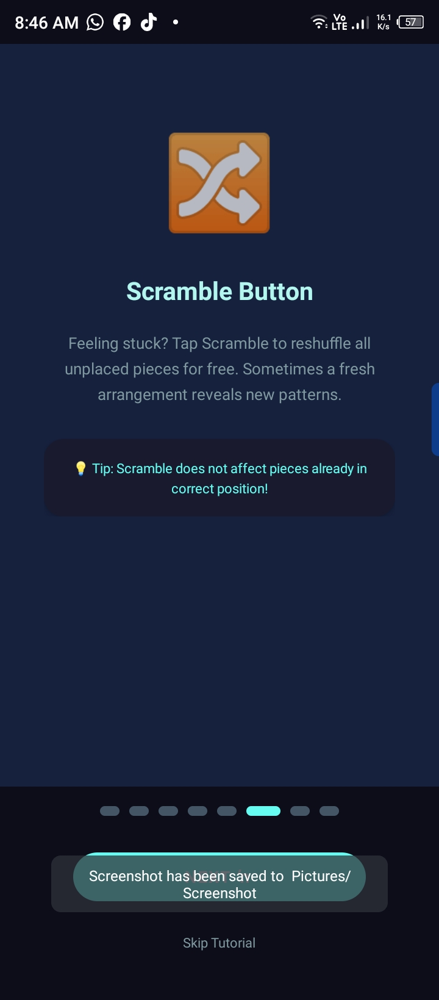 8:46 AM
Vo LTE
16.1 K/s
57
Scramble Button
Feeling stuck? Tap Scramble to reshuffle all
unplaced pieces for free. Sometimes a fresh
arrangement reveals new patterns.
💡 Tip: Scramble does not affect pieces already in
correct position!
Screenshot has been saved to Pictures/
Screenshot
Skip Tutorial